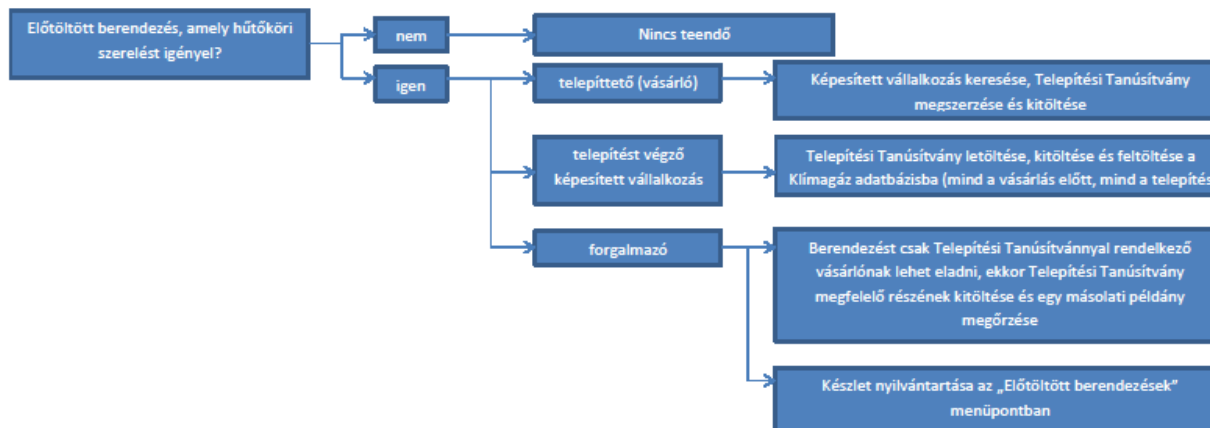 Előtöltött berendezés, amely hűtőköri
szerelést igényel?
nem
Nincs teendő
igen
telepíttető (vásárló)
Képesített vállalkozás keresése, Telepítési Tanúsítvány
megszerzése és kitöltése
telepítést végző
képesített vállalkozás
Telepítési Tanúsítvány letöltése, kitöltése és feltöltése a
Klímagáz adatbázisba (mind a vásárlás előtt, mind a telepítés
forgalmazó
Berendezést csak Telepítési Tanúsítvánnyal rendelkező
vásárlónak lehet eladni, ekkor Telepítési Tanúsítvány
megfelelő részének kitöltése és egy másolati példány
megőrzése
Készlet nyilvántartása az „Előtöltött berendezések”
menüpontban